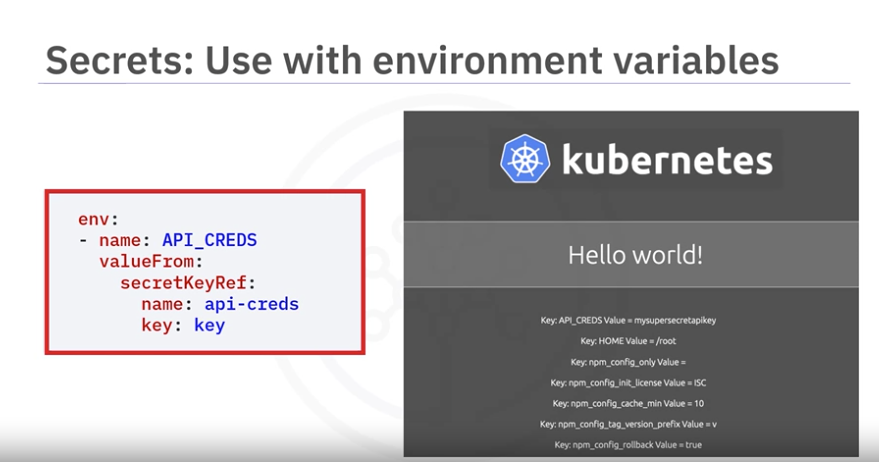 Secrets: Use with environment variables
env:
- name: API_CREDS
valueFrom:
secretKeyRef:
name: api-creds
key: key
kubernetes
Hello world!
Key: API_CREDS Value = mysupersecretapikey
Key: HOME Value = /root
Key: npm_config_only Value =
Key: npm_config_init_license Value = ISC
Key: npm_config_cache_min Value = 10
Key: npm_config_tag_version_prefix Value = v
Key: npm_config_rollback Value = true